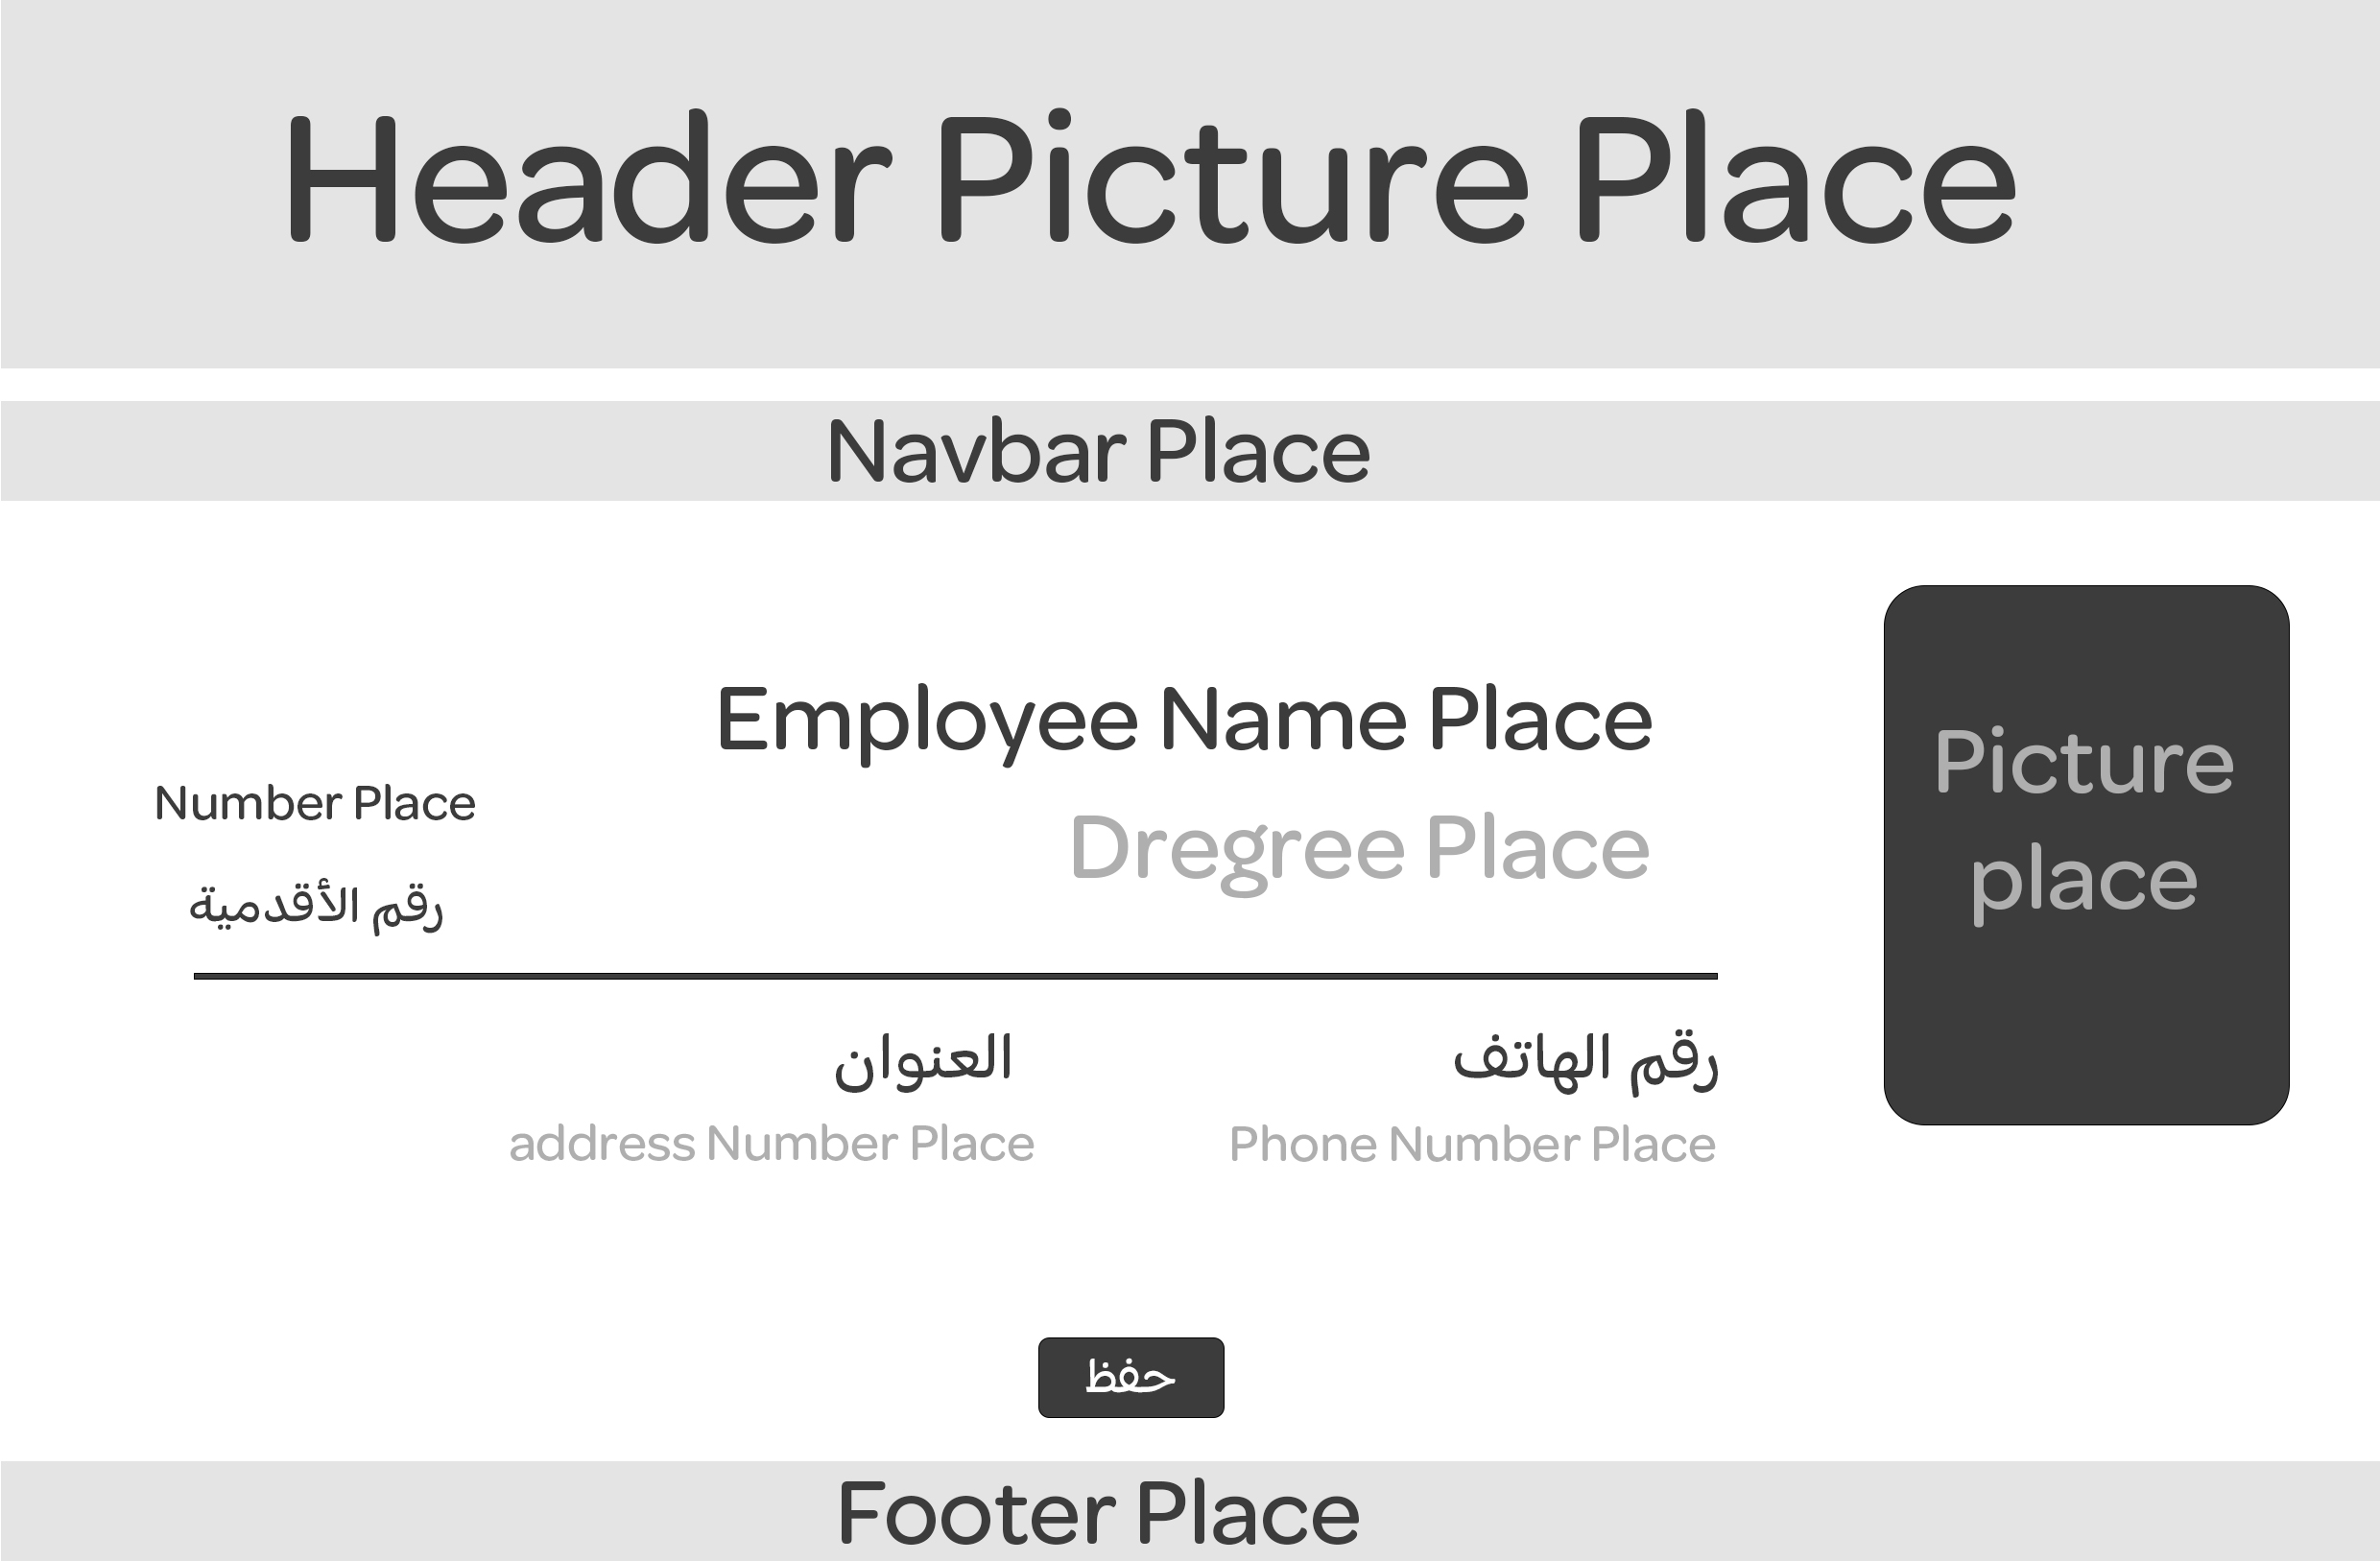 Header Picture Place
Navbar Place
Employee Name Place
Dregree Place
Picture
place
Number Place
رقم الأقدمية
رقم الهاتف
Phone Number Place
العنوان
address Number Place
حفظ
Footer Place